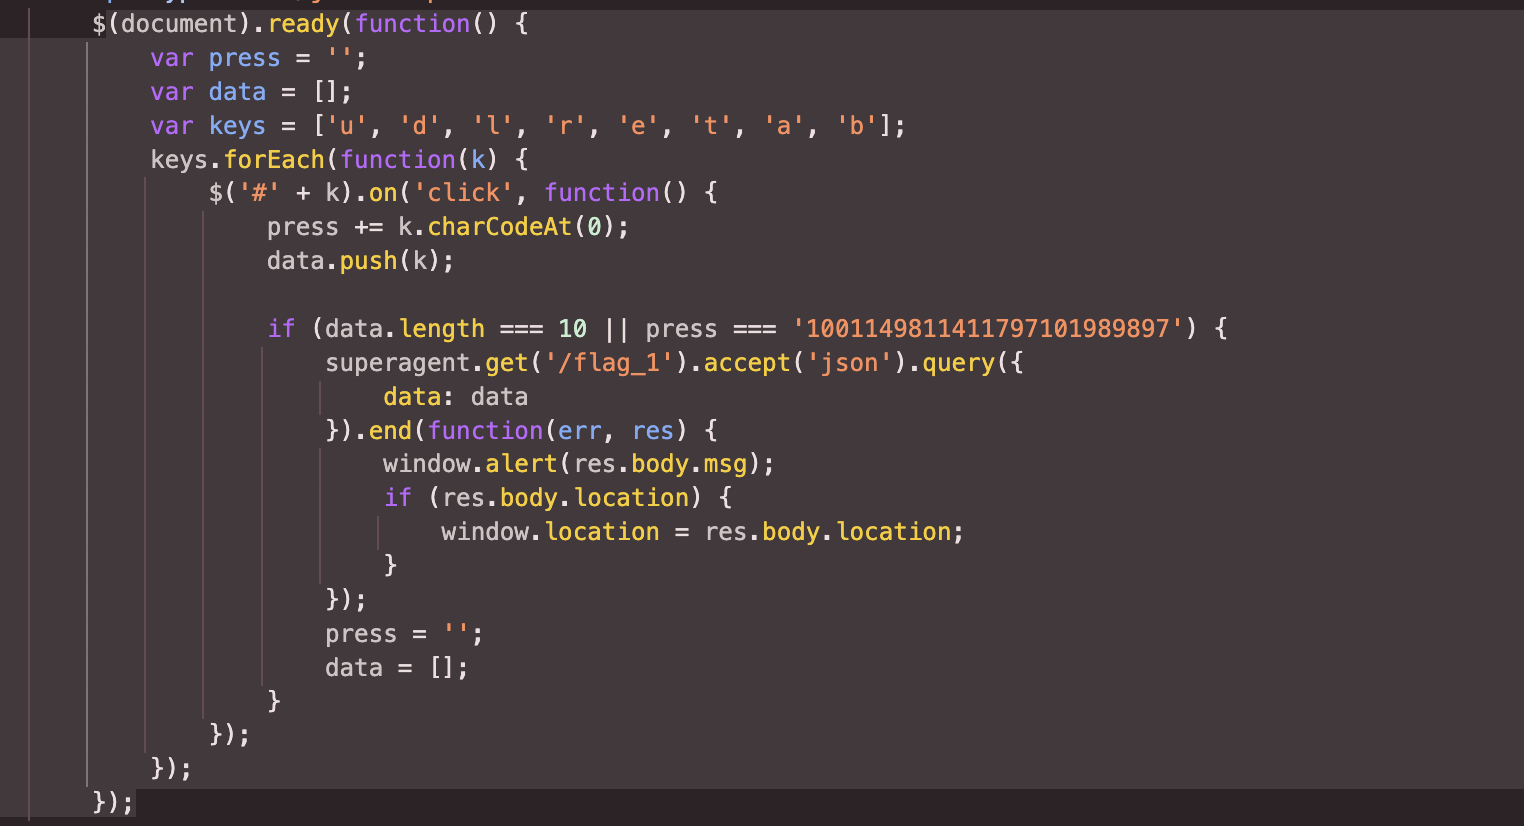 $(document).ready(function() {
var press = '';
var data = [];
var keys = ['u', 'd', 'l', 'r', 'e', 't', 'a', 'b'];
keys.forEach(function(k) {
$('#' + k).on('click', function() {
press += k.charCodeAt(0);
data.push(k);
if (data.length === 10 || press === '1001149811411797101989897') {
superagent.get('/flag_1').accept('json').query({
data: data
}).end(function(err, res) {
window.alert(res.body.msg);
if (res.body.location) {
window.location = res.body.location;
}
});
press = '';
data = [];
}
});
});
});